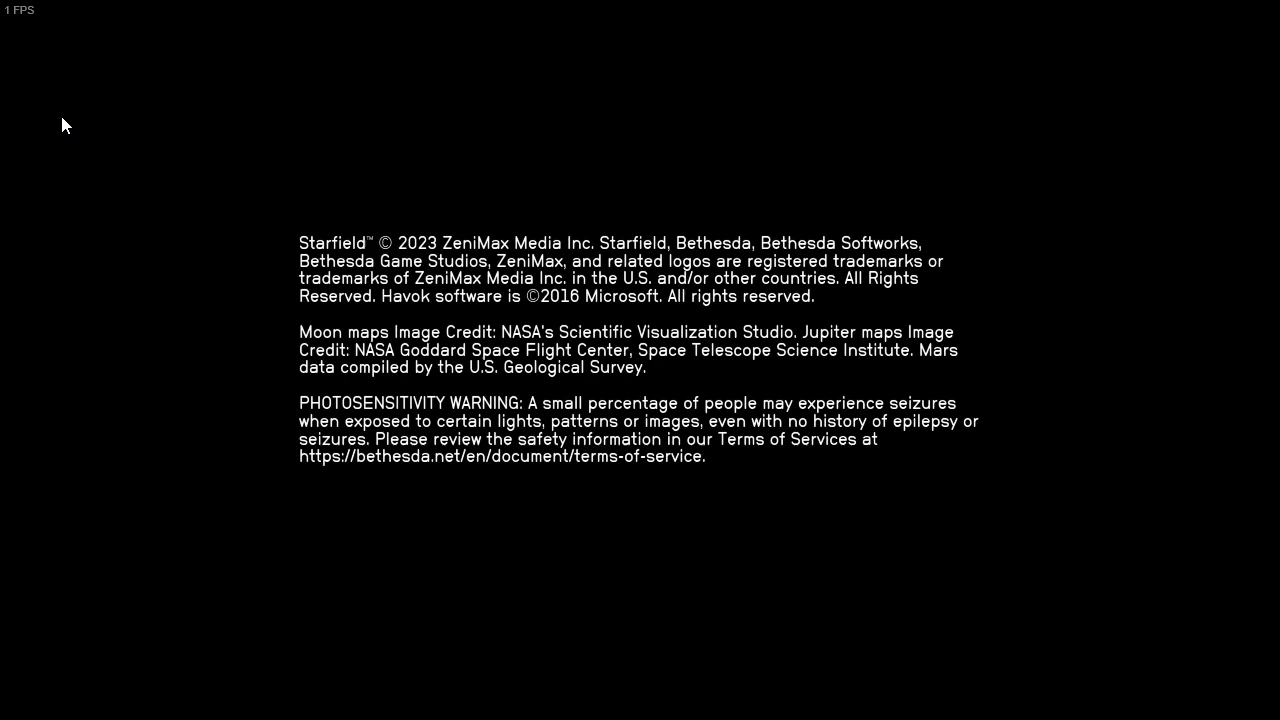 1 FPS
Starfield™ © 2023 ZeniMax Media Inc. Starfield, Bethesda, Bethesda Softworks,
Bethesda Game Studios, ZeniMax, and related logos are registered trademarks or
trademarks of ZeniMax Media Inc. in the U.S. and/or other countries. All Rights
Reserved. Havok software is ©2016 Microsoft. All rights reserved.
Moon maps Image Credit: NASA's Scientific Visualization Studio. Jupiter maps Image
Credit: NASA Goddard Space Flight Center, Space Telescope Science Institute. Mars
data compiled by the U.S. Geological Survey.
PHOTOSENSITIVITY WARNING: A small percentage of people may experience seizures
when exposed to certain lights, patterns or images, even with no history of epilepsy or
seizures. Please review the safety information in our Terms of Services at
https://bethesda.net/en/document/terms-of-service.